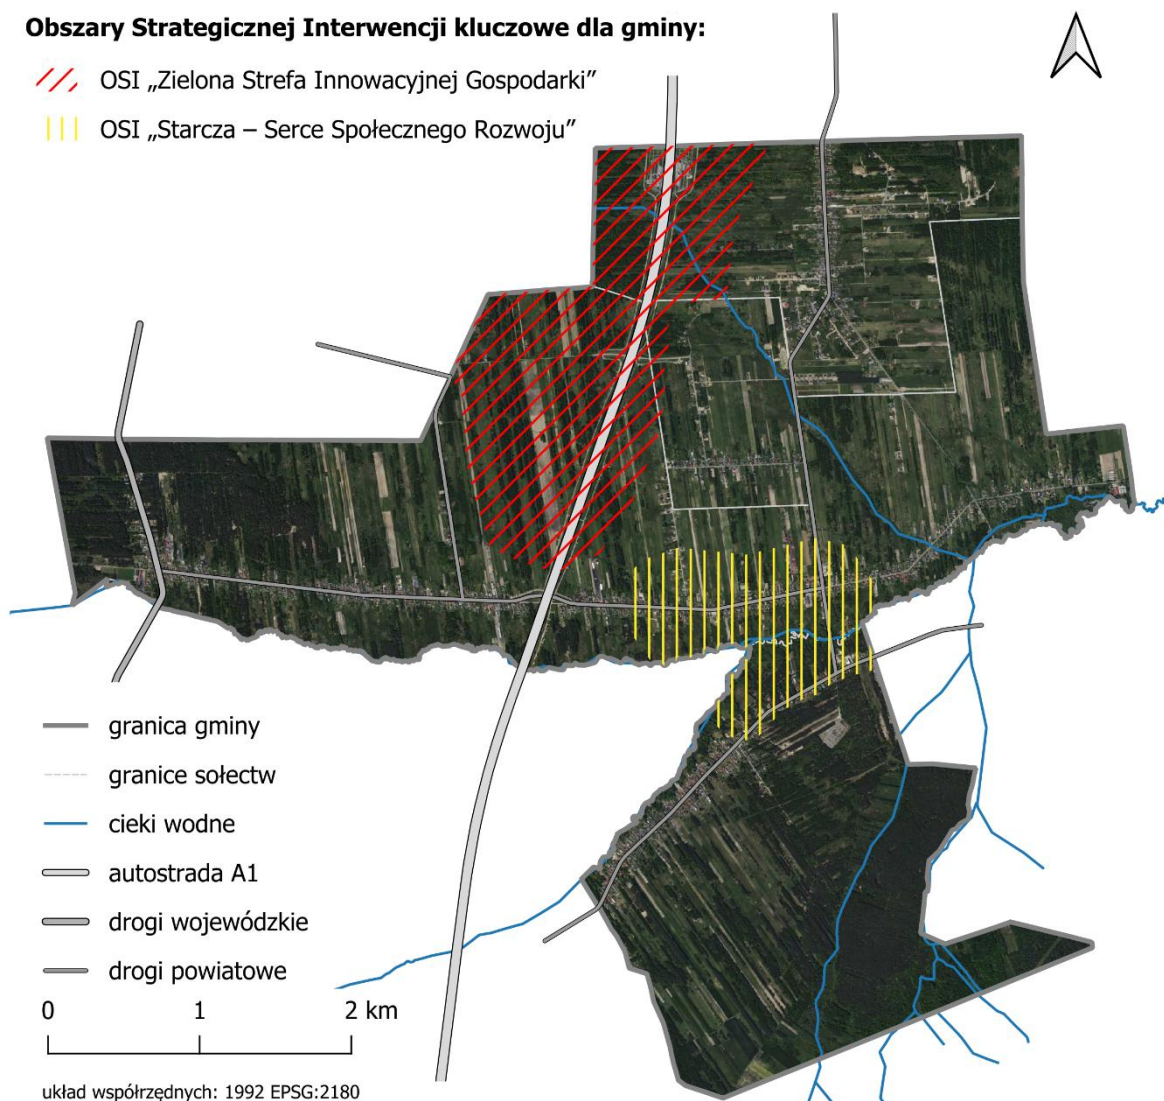 Obszary Strategicznej Interwencji kluczowe dla gminy:
OSI „Zielona Strefa Innowacyjnej Gospodarki”
OSI „Starcza – Serce Społecznego Rozwoju”
granica gminy
granice sołectw
cieki wodne
autostrada A1
drogi wojewódzkie
drogi powiatowe
0 1 2 km
układ współrzędnych: 1992 EPSG:2180